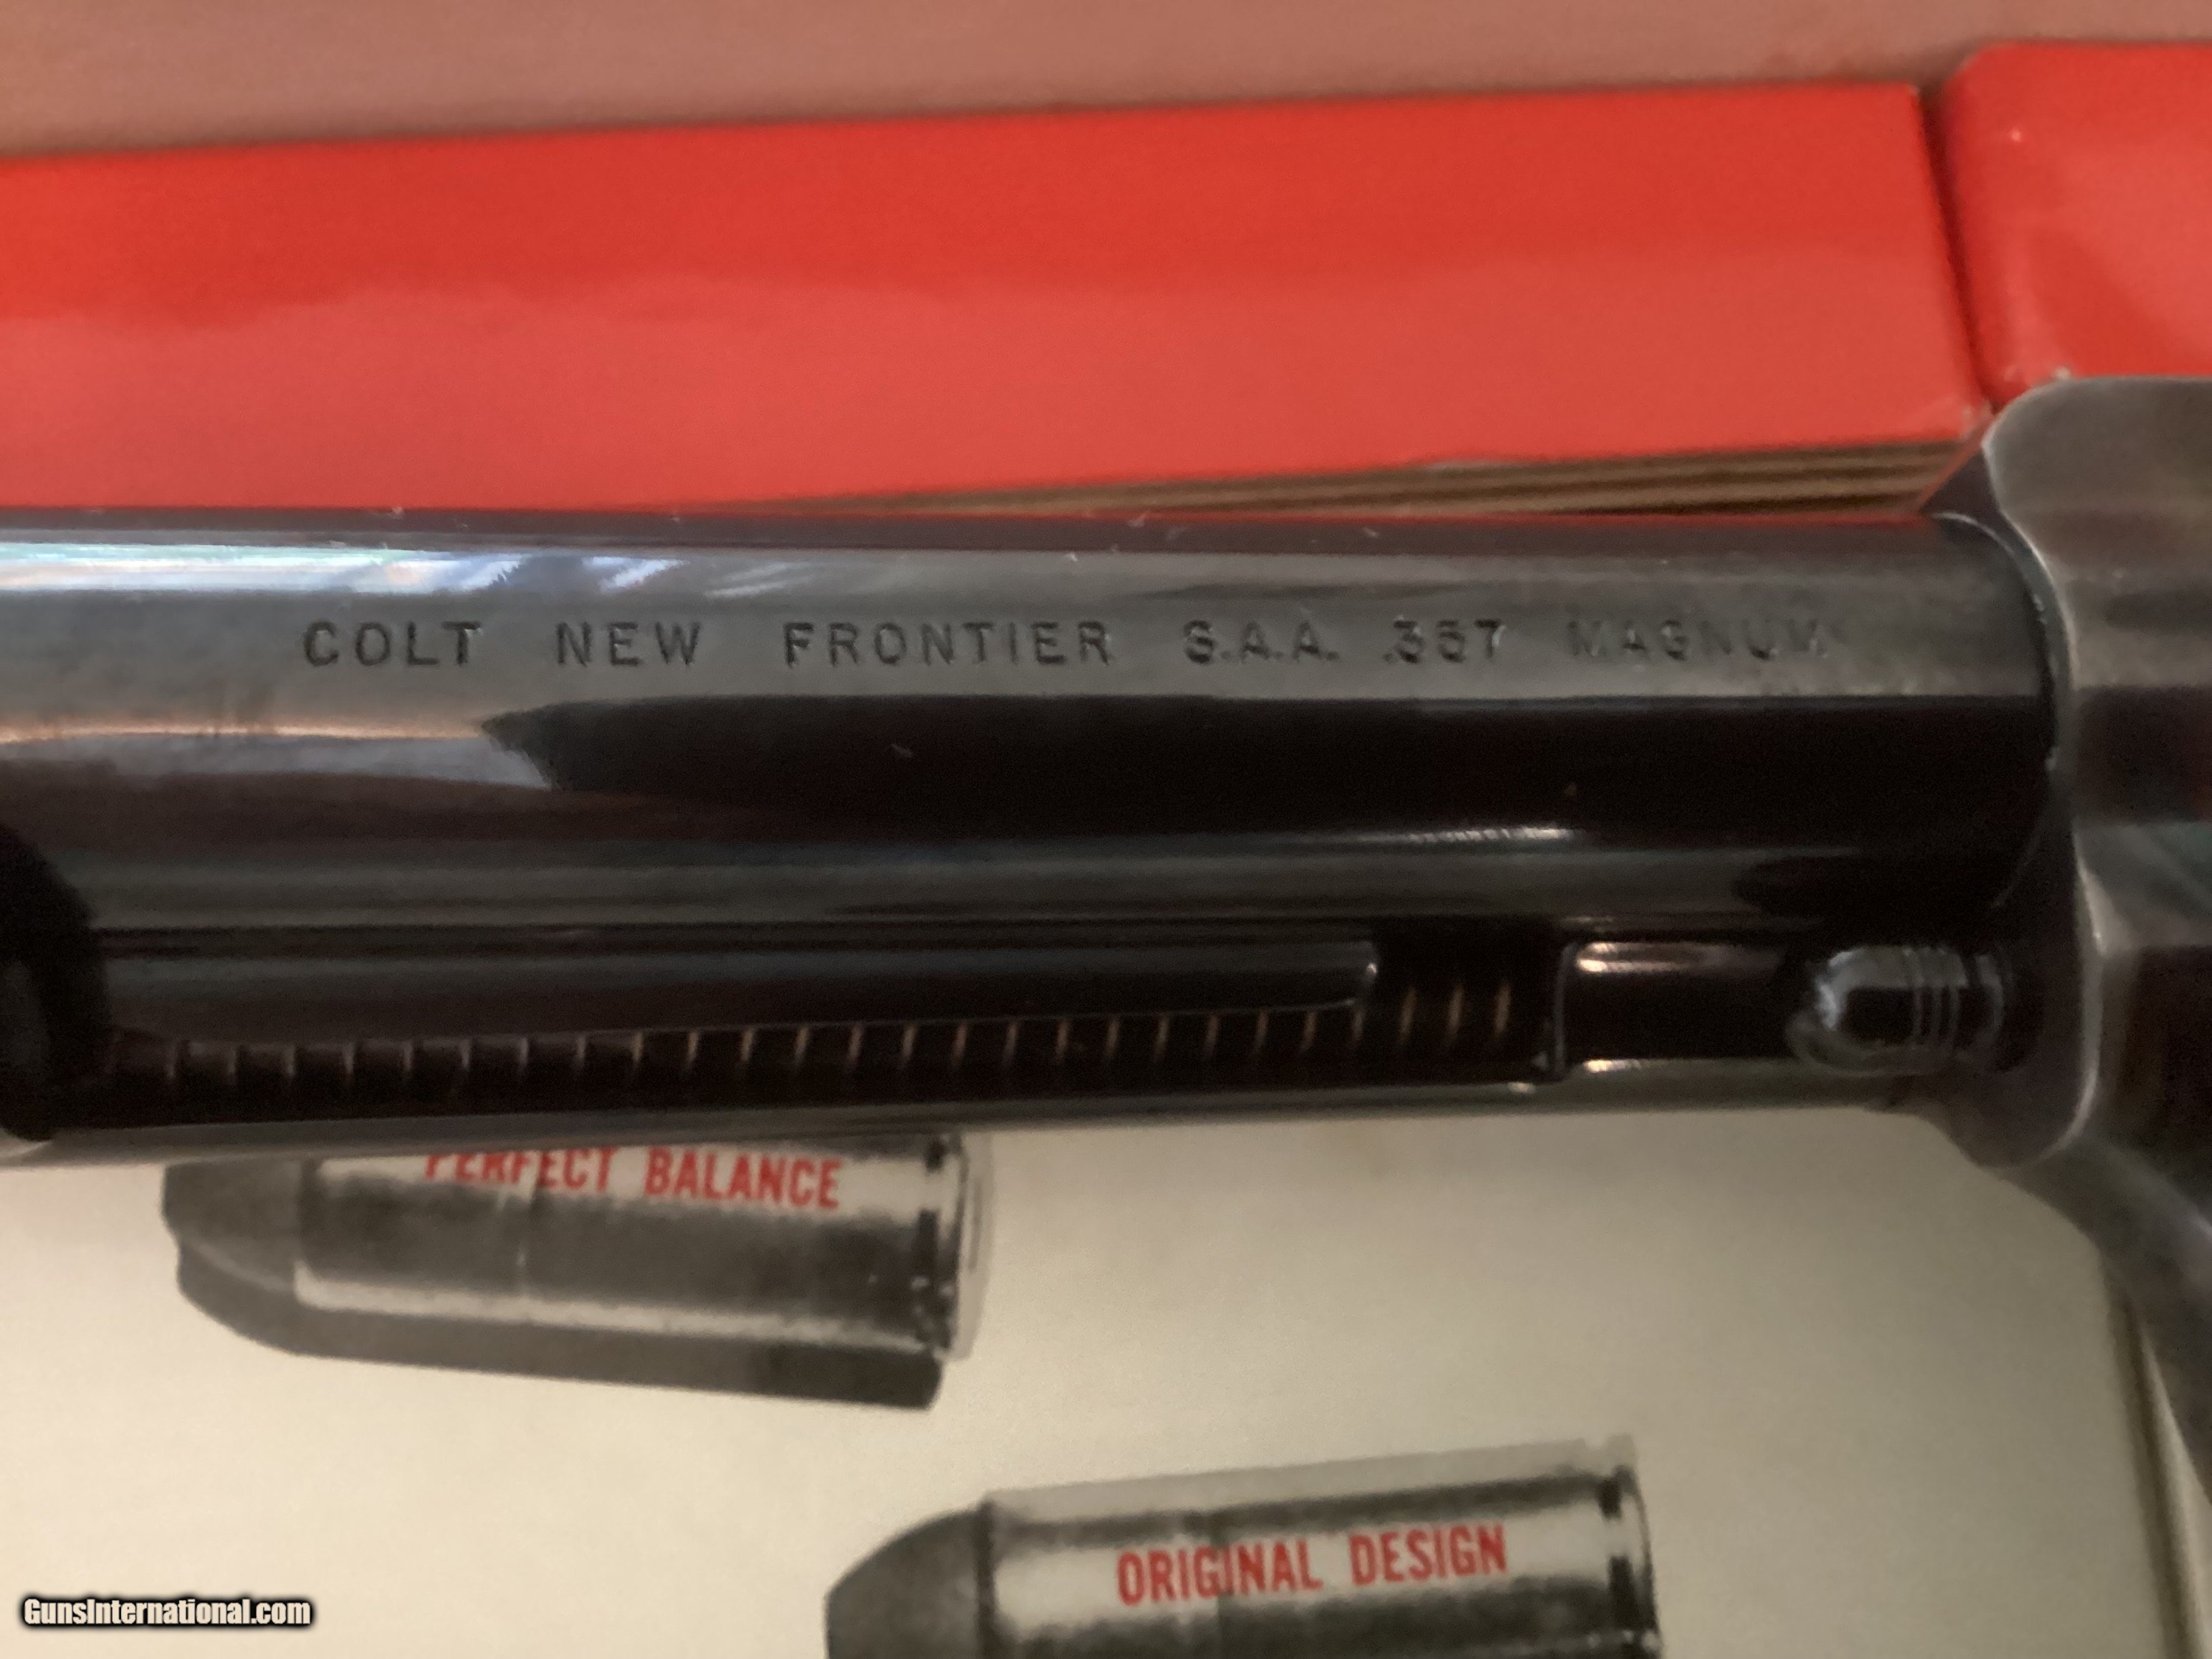 COLT NEW FRONTIER S.A.A. .357 MAGNUM
PERFECT BALANCE
ORIGINAL DESIGN
GunsInternational.com